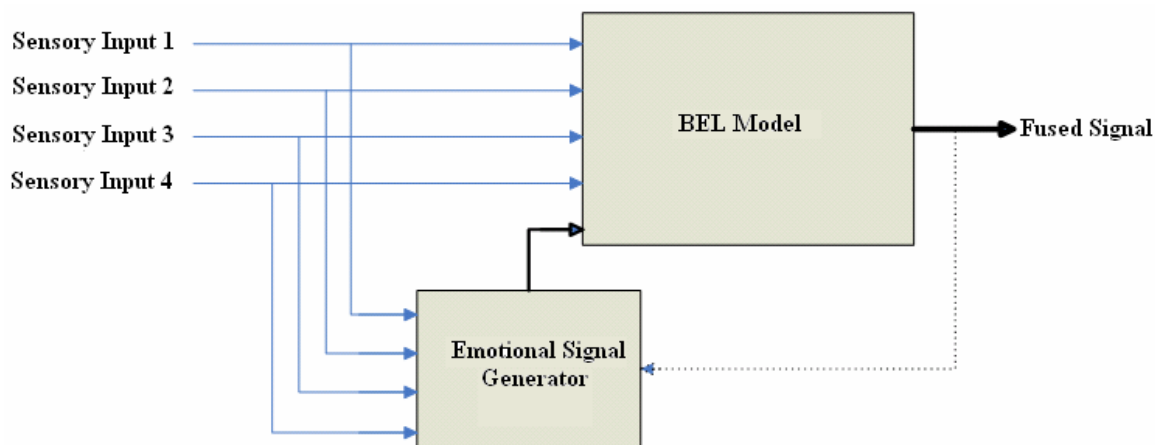 Sensory Input 1
Sensory Input 2
Sensory Input 3
Sensory Input 4
BEL Model
Fused Signal
Emotional Signal
Generator